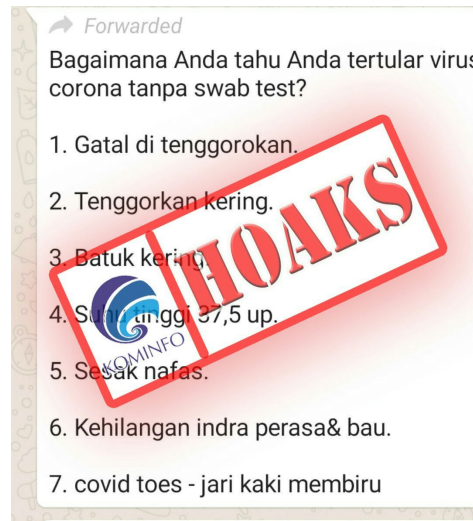 Forwarded
Bagaimana Anda tahu Anda tertular virus
corona tanpa swab test?
1. Gatal di tenggorokan.
2. Tenggorkan kering.
3. Batuk kering.
4. Suhu tinggi 37,5 up.
5. Sesak nafas.
6. Kehilangan indra perasa& bau.
7. covid toes - jari kaki membiru
HOAKS
KOMINFO